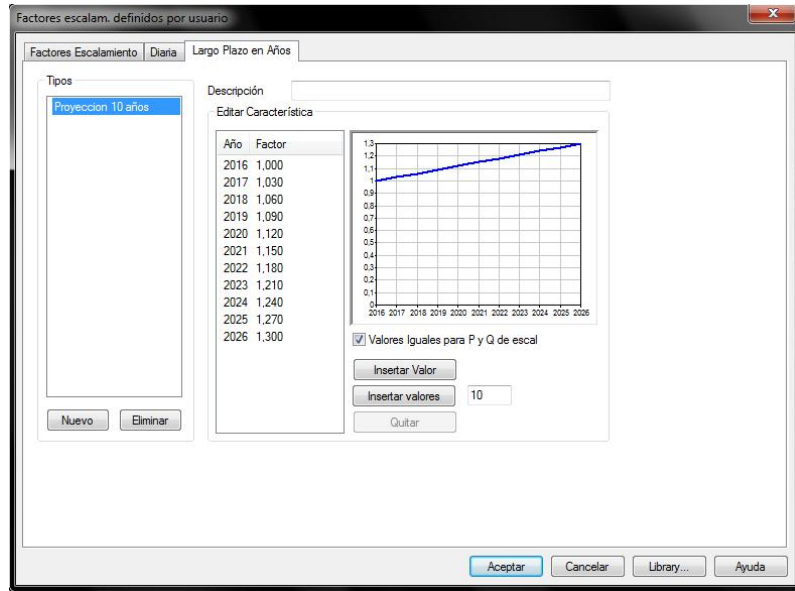 Factores escalam. definidos por usuario
x
Factores Escalamiento Diaria Largo Plazo en Años
Tipos
Proyeccion 10 años
Nuevo Eliminar
Descripción
Editar Característica
Año Factor
2016 1,000
2017 1,030
2018 1,060
2019 1,090
2020 1,120
2021 1,150
2022 1,180
2023 1,210
2024 1,240
2025 1,270
2026 1,300
1,3
1,2
1,1
1
0,9
0,8
0,7
0,6
0,5
0,4
0,3
0,2
0,1
0
2016 2017 2018 2019 2020 2021 2022 2023 2024 2025 2026
Valores Iguales para P y Q de escal
Insertar Valor
Insertar valores 10
Quitar
Aceptar Cancelar Library... Ayuda